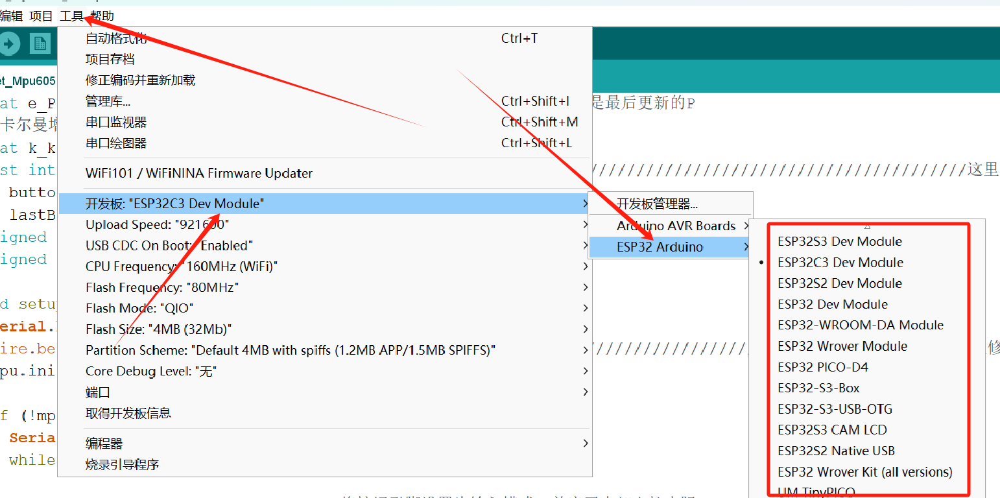 编辑 项目 工具 帮助
自动格式化 Ctrl+T
项目存档
修正编码并重新加载
管理库... Ctrl+Shift+I
串口监视器 Ctrl+Shift+M
串口绘图器 Ctrl+Shift+L
WiFi101 / WiFiNINA Firmware Updater
开发板: "ESP32C3 Dev Module"
Upload Speed: "921600"
USB CDC On Boot: "Enabled"
CPU Frequency: "160MHz (WiFi)"
Flash Frequency: "80MHz"
Flash Mode: "QIO"
Flash Size: "4MB (32Mb)"
Partition Scheme: "Default 4MB with spiffs (1.2MB APP/1.5MB SPIFFS)"
Core Debug Level: "无"
端口
取得开发板信息
编程器
烧录引导程序
开发板管理器...
Arduino AVR Boards
ESP32 Arduino
ESP32S3 Dev Module
ESP32C3 Dev Module
ESP32S2 Dev Module
ESP32 Dev Module
ESP32-WROOM-DA Module
ESP32 Wrover Module
ESP32 PICO-D4
ESP32-S3-Box
ESP32-S3-USB-OTG
ESP32S3 CAM LCD
ESP32S2 Native USB
ESP32 Wrover Kit (all versions)
UM TinyPICO
et_Mpu605
at e_P
是最后更新的P
卡尔曼增
at k_k
st int
//////////////////////////////////////////这里
butto
lastB
igned
igned
d setu
erial.
ire.be
/////////////////
修
pu.ini
f (!mp
Seria
while